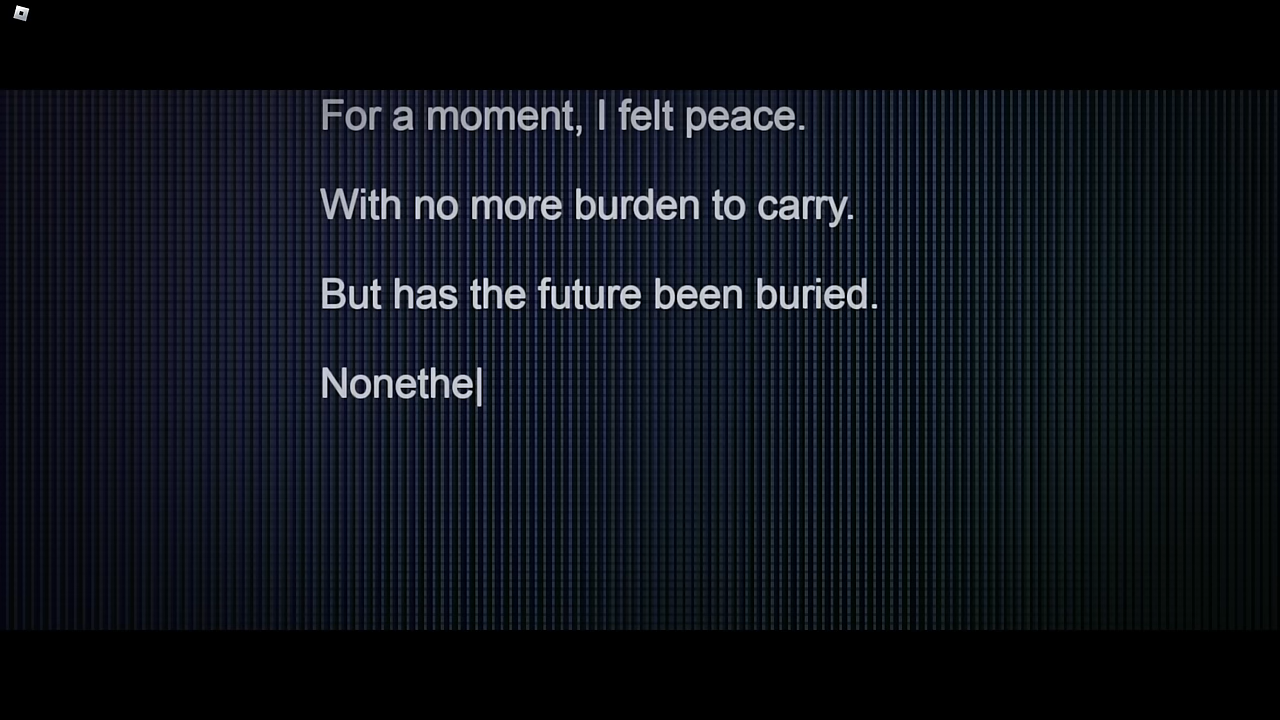 For a moment, I felt peace.
With no more burden to carry.
But has the future been buried.
Nonethe|